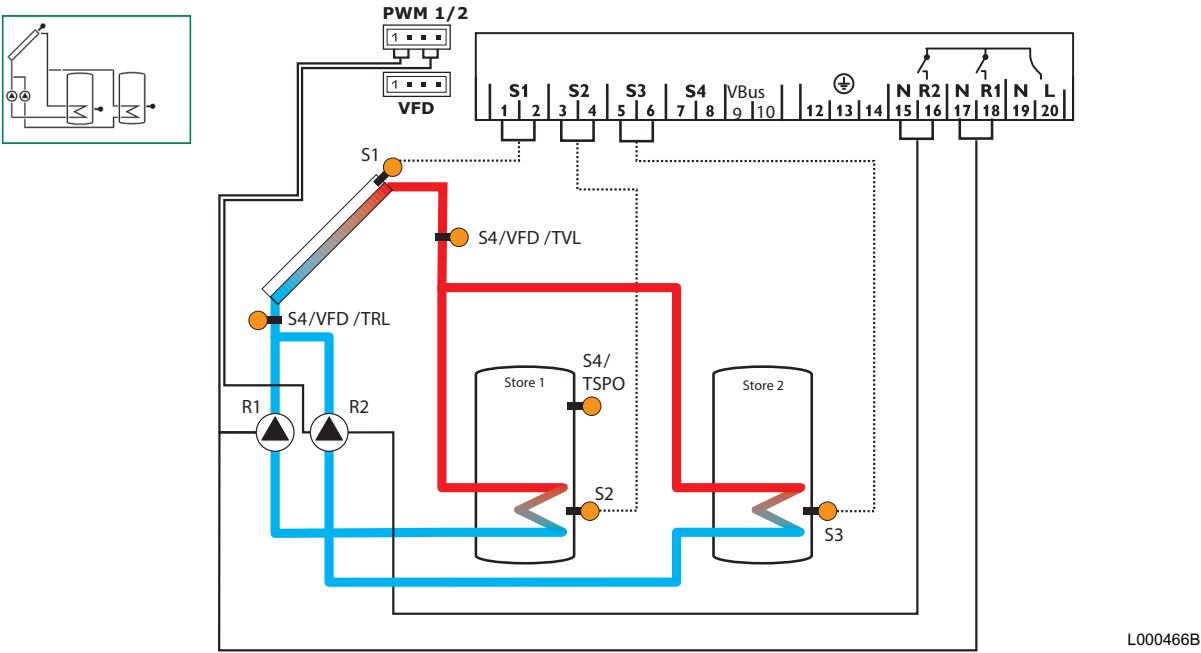 PWM 1/2
1
1
VFD
S1 S2 S3 S4 VBus N R2 N R1 N L
1 2 3 4 5 6 7 8 9 10 12 13 14 15 16 17 18 19 20
S1
S4/VFD /TVL
S4/VFD /TRL
S4/
TSPO
Store 1
Store 2
R1
R2
S2
S3
L000466B